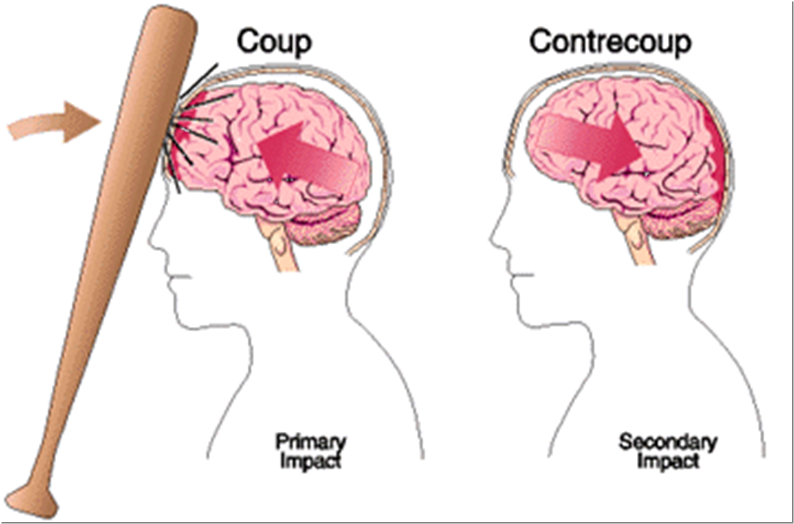 Coup
Contrecoup
Primary
Impact
Secondary
Impact